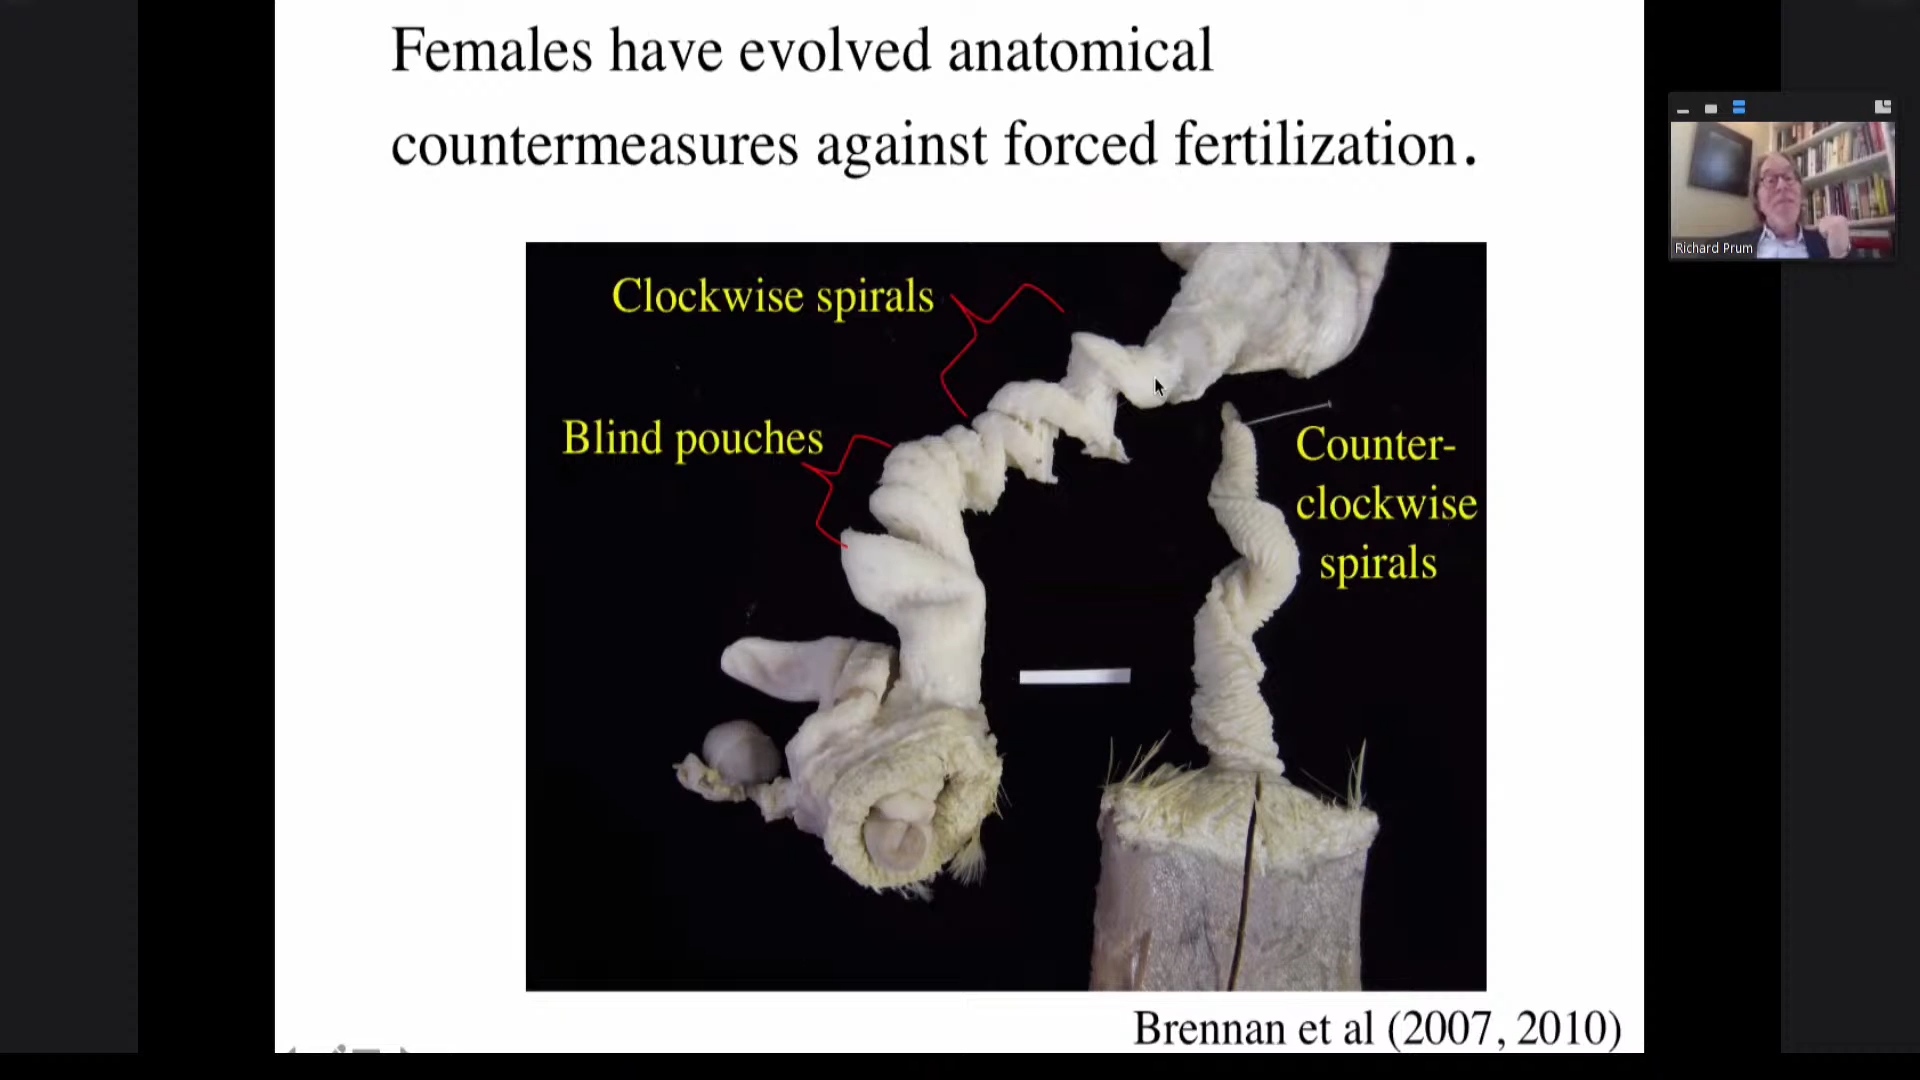 Females have evolved anatomical
countermeasures against forced fertilization.
Clockwise spirals
Blind pouches
Counter-
clockwise
spirals
Brennan et al (2007, 2010)
Richard Prum